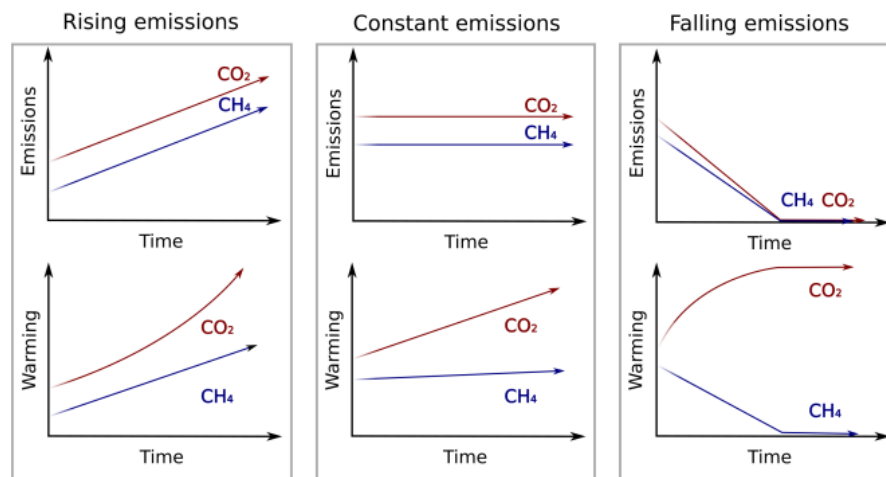 Rising emissions
CO₂
CH₄
Emissions
Time
CO₂
CH₄
Warming
Time
Constant emissions
CO₂
CH₄
Emissions
Time
CO₂
CH₄
Warming
Time
Falling emissions
CH₄ CO₂
Emissions
Time
CO₂
CH₄
Warming
Time